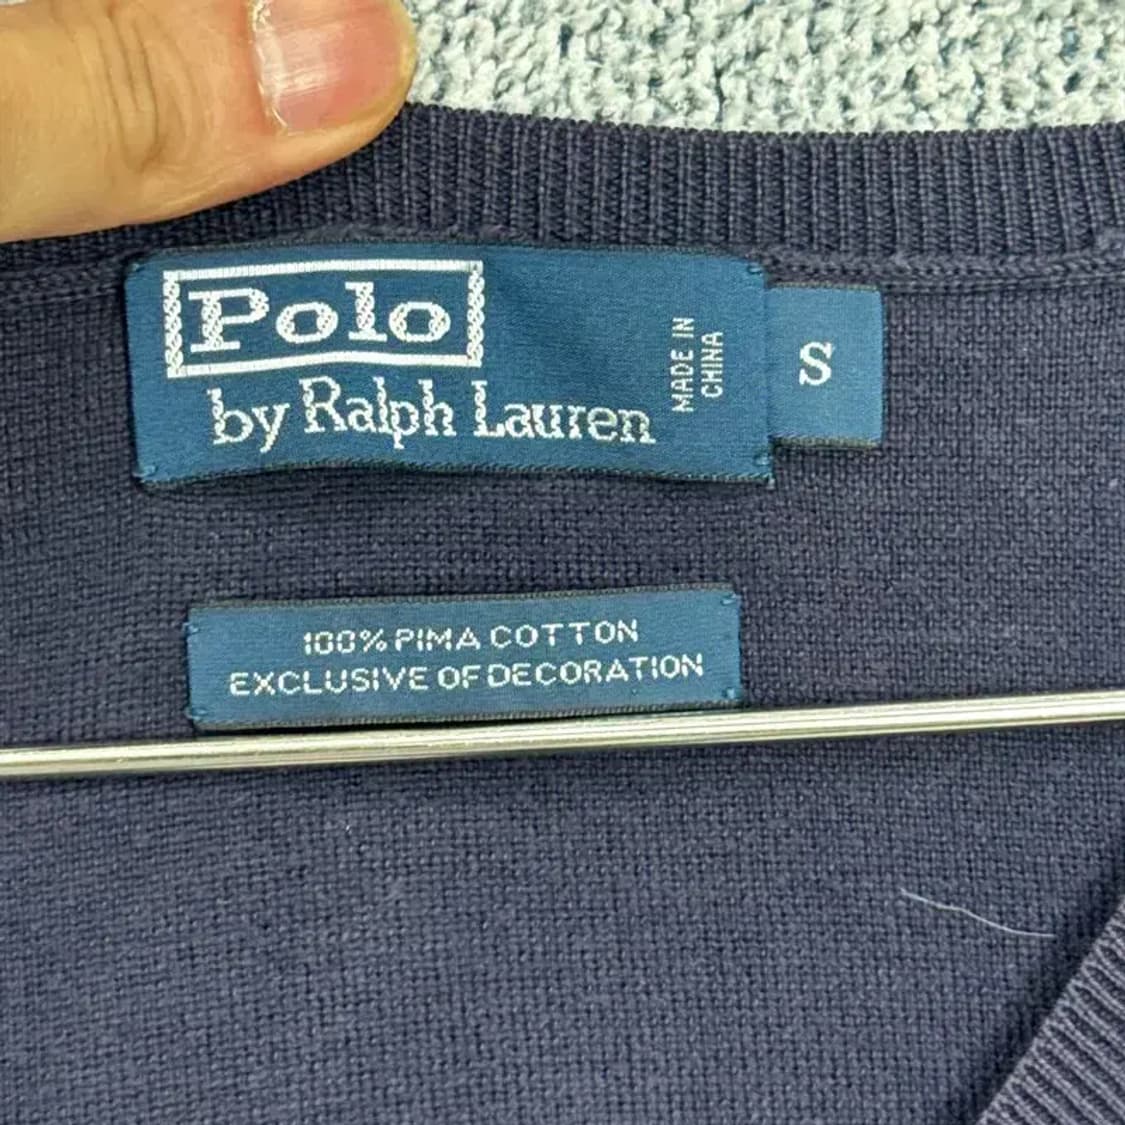 Polo
by Ralph Lauren
MADE IN
CHINA
S
100% PIMA COTTON
EXCLUSIVE OF DECORATION